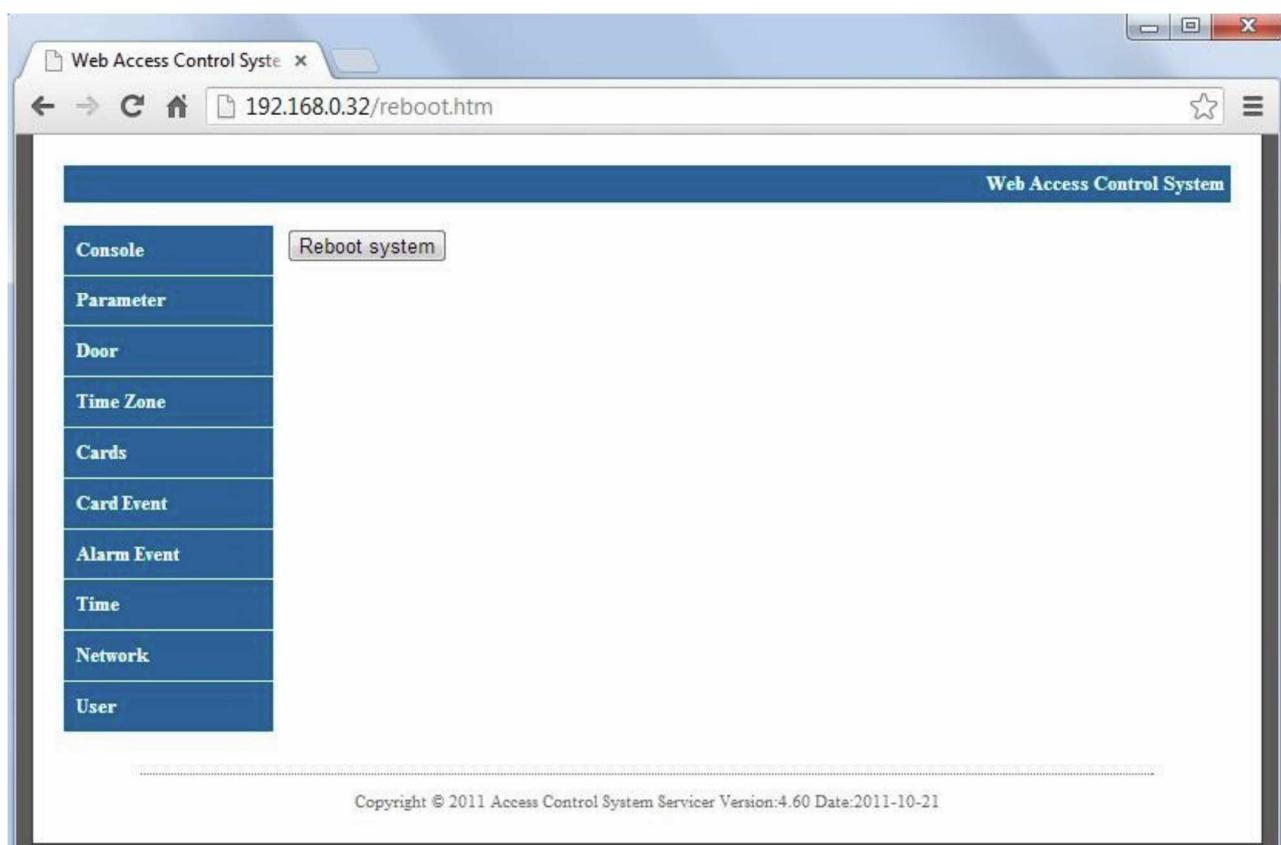 Web Access Control Syste
192.168.0.32/reboot.htm
Web Access Control System
Console
Reboot system
Parameter
Door
Time Zone
Cards
Card Event
Alarm Event
Time
Network
User
Copyright © 2011 Access Control System Servicer Version:4.60 Date:2011-10-21